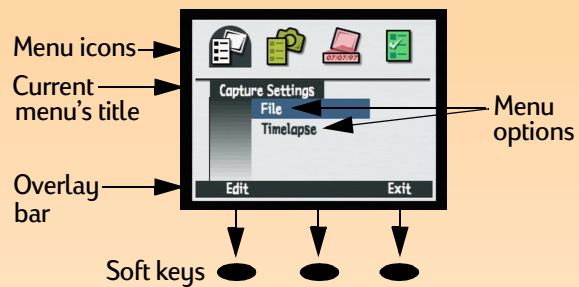 Menu icons
07/07/97
Current
menu's title
Capture Settings
File
Timelapse
Menu
options
Overlay
bar
Edit
Exit
Soft keys